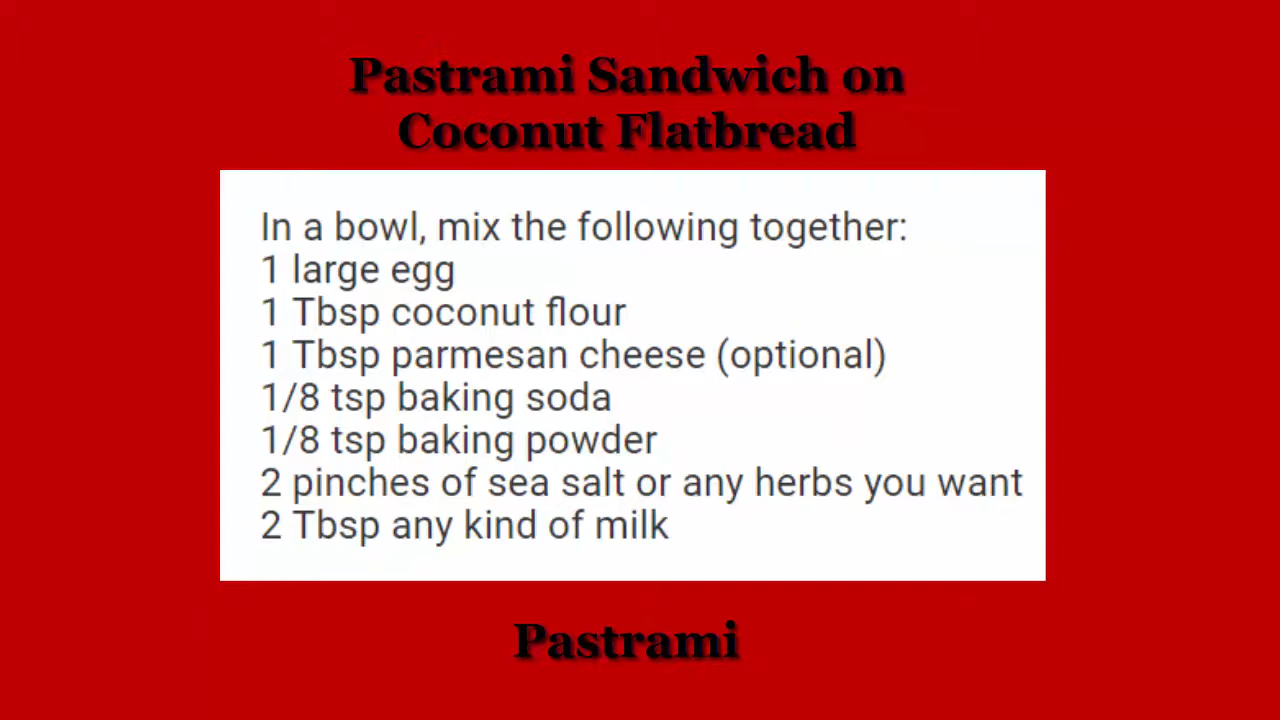 Pastrami Sandwich on
Coconut Flatbread
In a bowl, mix the following together:
1 large egg
1 Tbsp coconut flour
1 Tbsp parmesan cheese (optional)
1/8 tsp baking soda
1/8 tsp baking powder
2 pinches of sea salt or any herbs you want
2 Tbsp any kind of milk
Pastrami